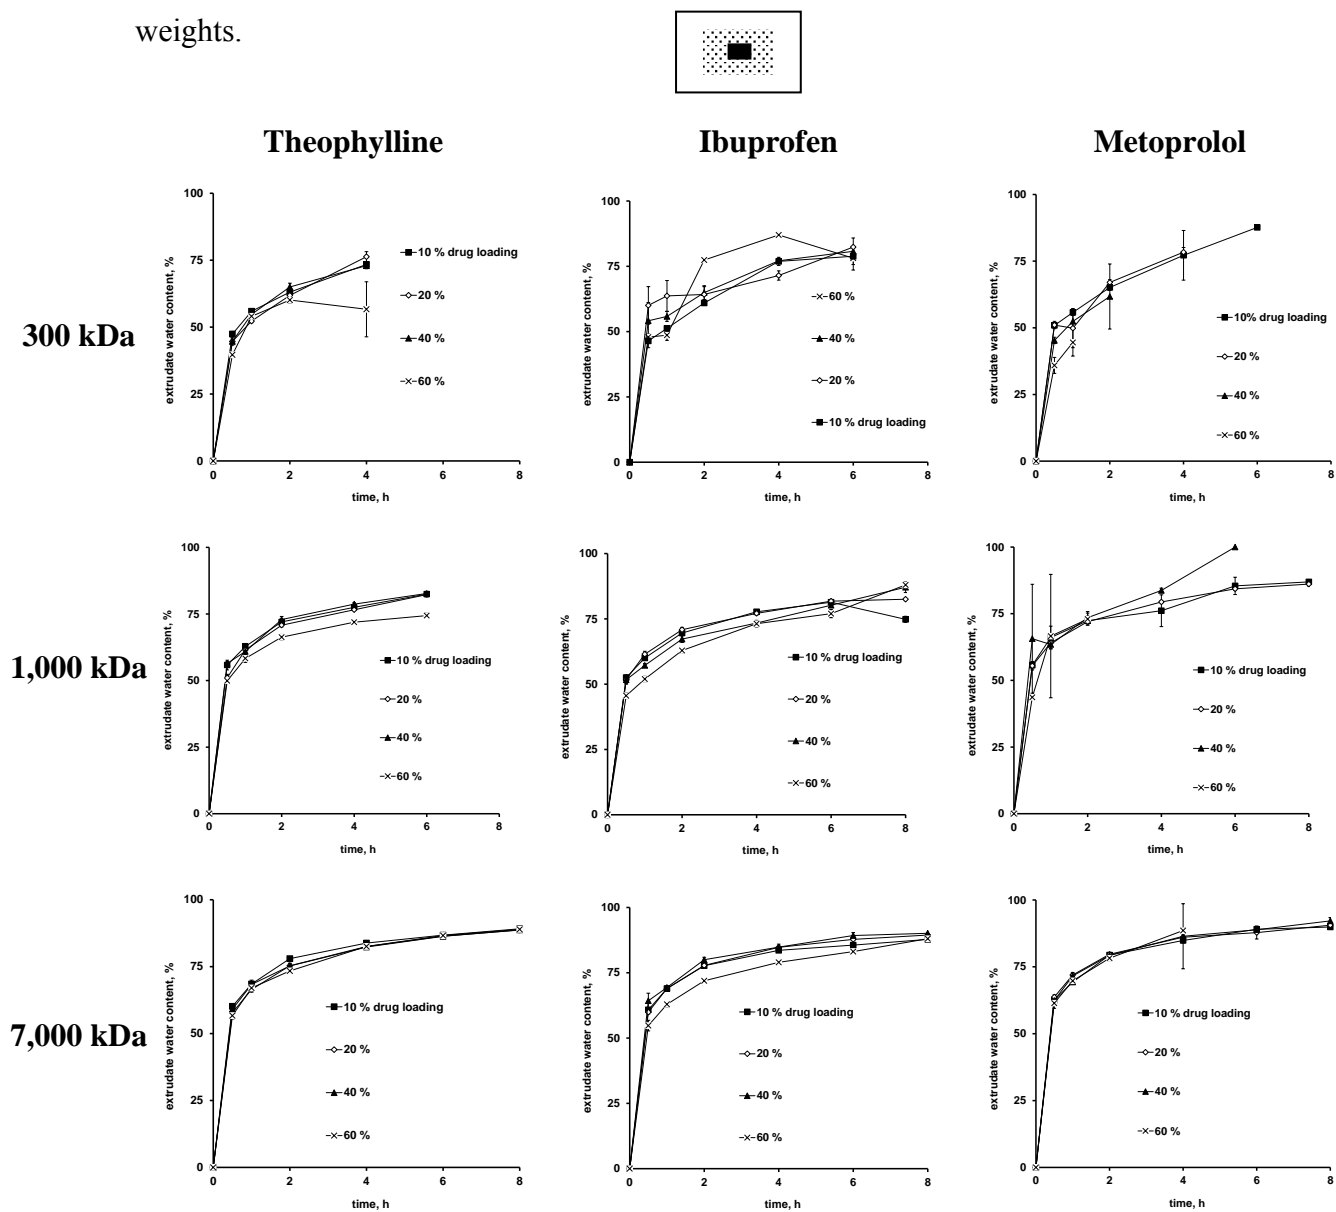 weights.
Theophylline
Ibuprofen
Metoprolol
300 kDa
extrudate water content, %
100
75
50
25
0
0 2 4 6 8
time, h
10 % drug loading
20 %
40 %
60 %
extrudate water content, %
100
75
50
25
0
0 2 4 6 8
time, h
60 %
40 %
20 %
10 % drug loading
extrudate water content, %
100
75
50
25
0
0 2 4 6 8
time, h
10% drug loading
20 %
40 %
60 %
1,000 kDa
extrudate water content, %
100
75
50
25
0
0 2 4 6 8
time, h
10 % drug loading
20 %
40 %
60 %
extrudate water content, %
100
75
50
25
0
0 2 4 6 8
time, h
10 % drug loading
20 %
40 %
60 %
extrudate water content, %
100
75
50
25
0
0 2 4 6 8
time, h
10 % drug loading
20 %
40 %
60 %
7,000 kDa
extrudate water content, %
100
75
50
25
0
0 2 4 6 8
time, h
10 % drug loading
20 %
40 %
60 %
extrudate water content, %
100
75
50
25
0
0 2 4 6 8
time, h
10 % drug loading
20 %
40 %
60 %
extrudate water content, %
100
75
50
25
0
0 2 4 6 8
time, h
10 % drug loading
20 %
40 %
60 %